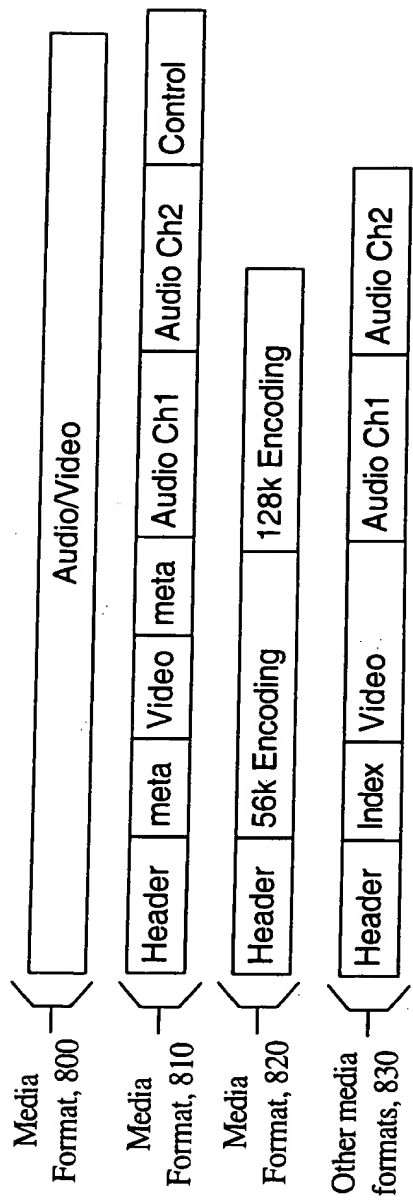 Media
Format, 800
Audio/Video
Media
Format, 810
Header meta Video meta Audio Ch1 Audio Ch2 Control
Media
Format, 820
Header 56k Encoding 128k Encoding
Other media
formats, 830
Header Index Video Audio Ch1 Audio Ch2